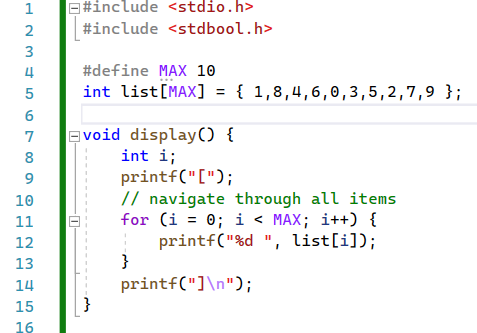 1 #include <stdio.h>
2 #include <stdbool.h>
3
4 #define MAX 10
5 int list[MAX] = { 1,8,4,6,0,3,5,2,7,9 };
6
7 void display() {
8     int i;
9     printf("[");
10     // navigate through all items
11     for (i = 0; i < MAX; i++) {
12         printf("%d ", list[i]);
13     }
14     printf("]\n");
15 }
16